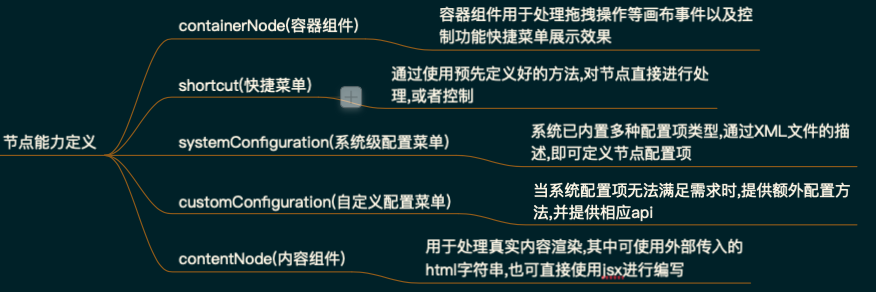 节点能力定义
containerNode(容器组件)
容器组件用于处理拖拽操作等画布事件以及控
制功能快捷菜单展示效果
shortcut(快捷菜单)
通过使用预先定义好的方法,对节点直接进行处
理,或者控制
systemConfiguration(系统级配置菜单)
系统已内置多种配置项类型,通过XML文件的描
述,即可定义节点配置项
customConfiguration(自定义配置菜单)
当系统配置项无法满足需求时,提供额外配置方
法,并提供相应api
contentNode(内容组件)
用于处理真实内容渲染,其中可使用外部传入的
html字符串,也可直接使用jsx进行编写